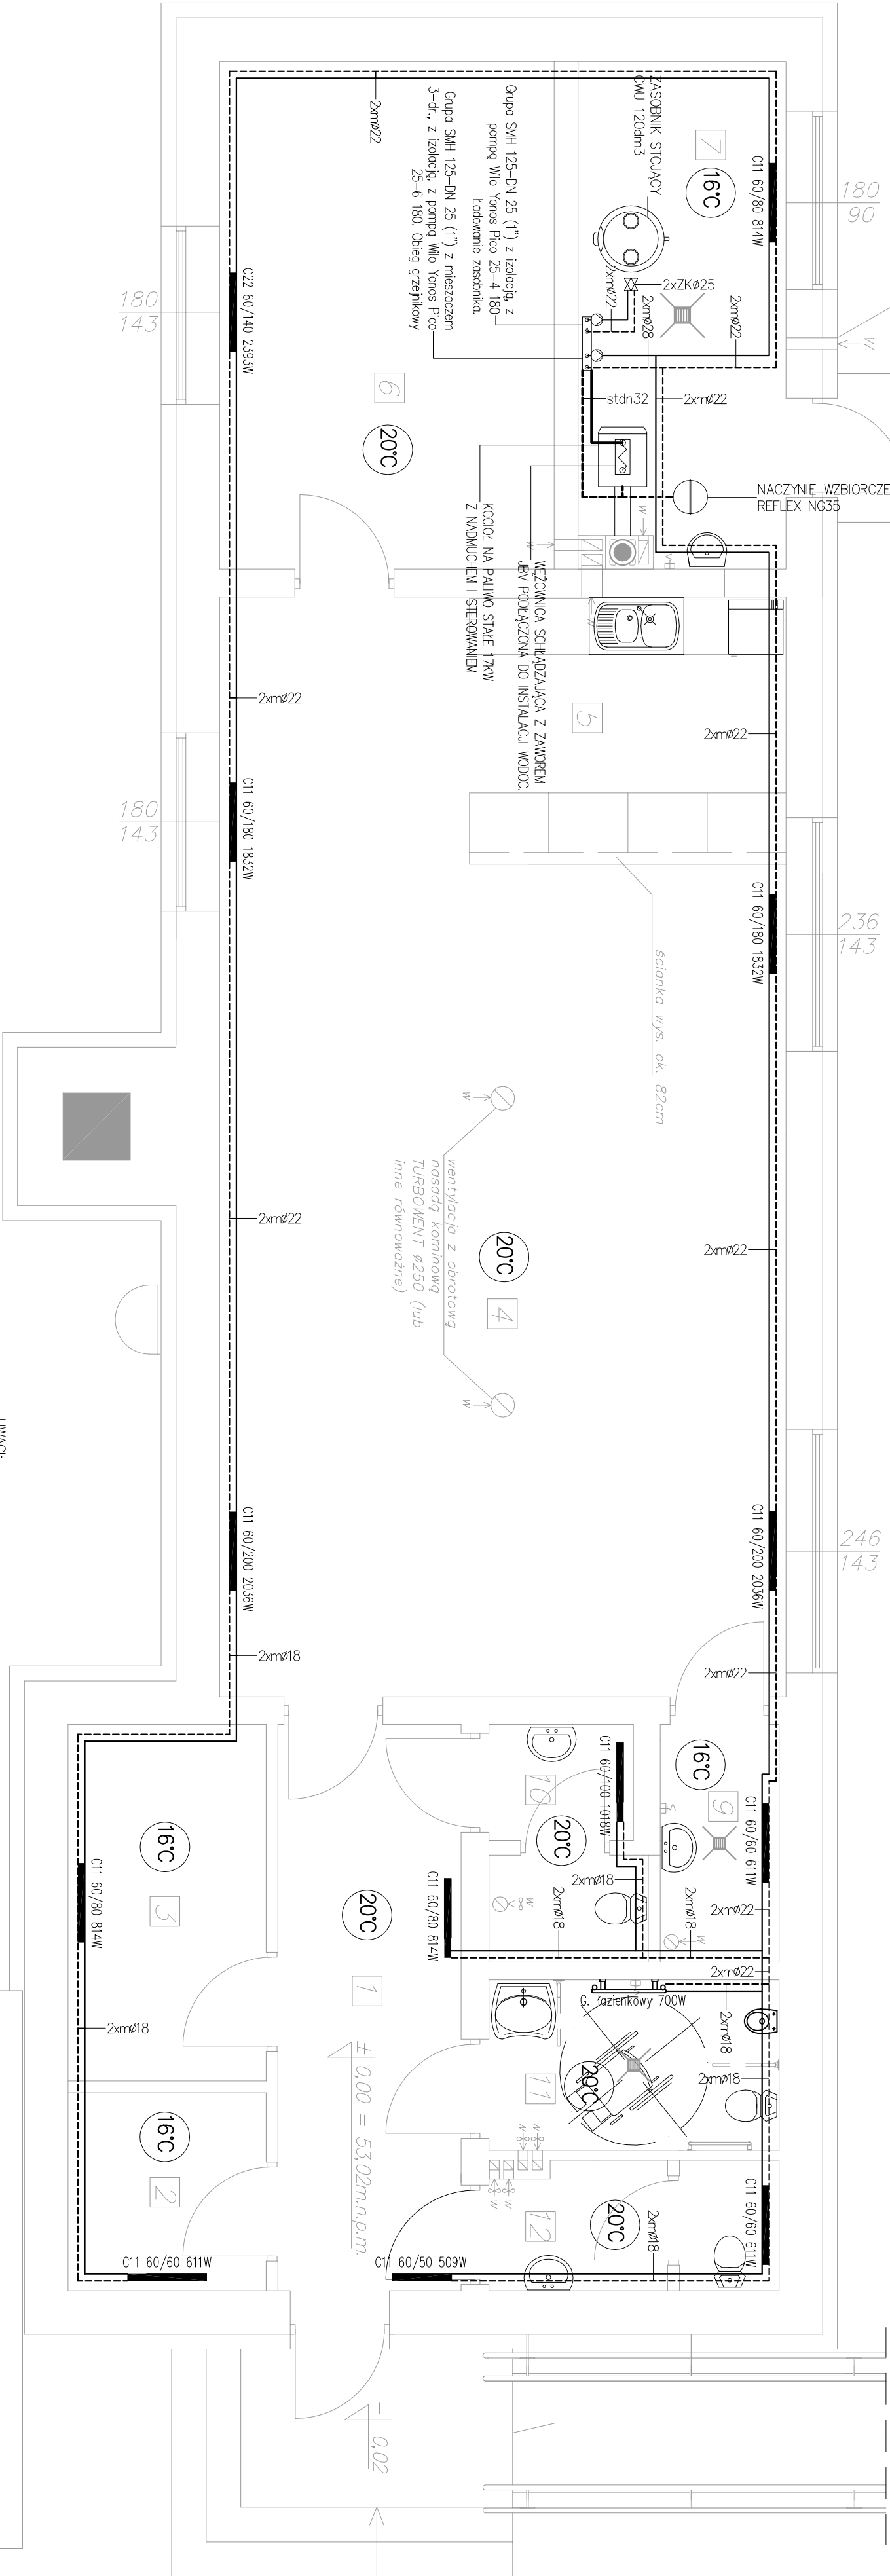 180
90
w
C11 60/80 814W
7
16°C
ZASOBNIK STOJĄCY
CWU 120dm3
2xZKø25
2xmø22
2xmø28
2xmø22
2xmø22
Grupa SMH 125-DN 25 (1") z izolacją, z
pompą Wilo Yonos Pico 25-4 180
Ładowanie zasobnika.
Grupa SMH 125-DN 25 (1") z mieszaczem
3-dr., z izolacją, z pompą Wilo Yonos Pico
25-6 180. Obieg grzejnikowy
2xmø22
180
143
C22 60/140 2393W
6
20°C
stdn32
2xmø22
NACZYNIE WZBIORCZE
REFLEX NG35
w
w
KOCIOŁ NA PALIWO STAŁE 17KW
Z NADMUCHEM I STEROWANIEM
WĘŻOWNICA SCHŁADZAJĄCA Z ZAWOREM
JBV PODŁĄCZONA DO INSTALACJI WODOC.
2xmø22
5
2xmø22
180
143
C11 60/180 1832W
C11 60/180 1832W
236
143
ścianka wys. ok. 82cm
w
wentylacja z obrotową
nasadą kominową
TURBOWENT ø250 (lub
inne równoważne)
2xmø22
20°C
4
2xmø22
w
UWAGI:
C11 60/200 2036W
C11 60/200 2036W
246
143
2xmø18
2xmø22
16°C
9
C11 60/60 611W
C11 60/100 1018W
10
20°C
16°C
3
C11 60/80 814W
20°C
1
C11 60/80 814W
2xmø18
2xmø18
2xmø18
2xmø22
w
w
2xmø22
G. łazienkowy 700W
2xmø18
2xmø18
2xmø18
20°C
11
± 0,00 = 53,02m.n.p.m.
16°C
2
w
w
w
w
12
20°C
2xmø18
C11 60/60 611W
C11 60/60 611W
C11 60/50 509W
- 0,02